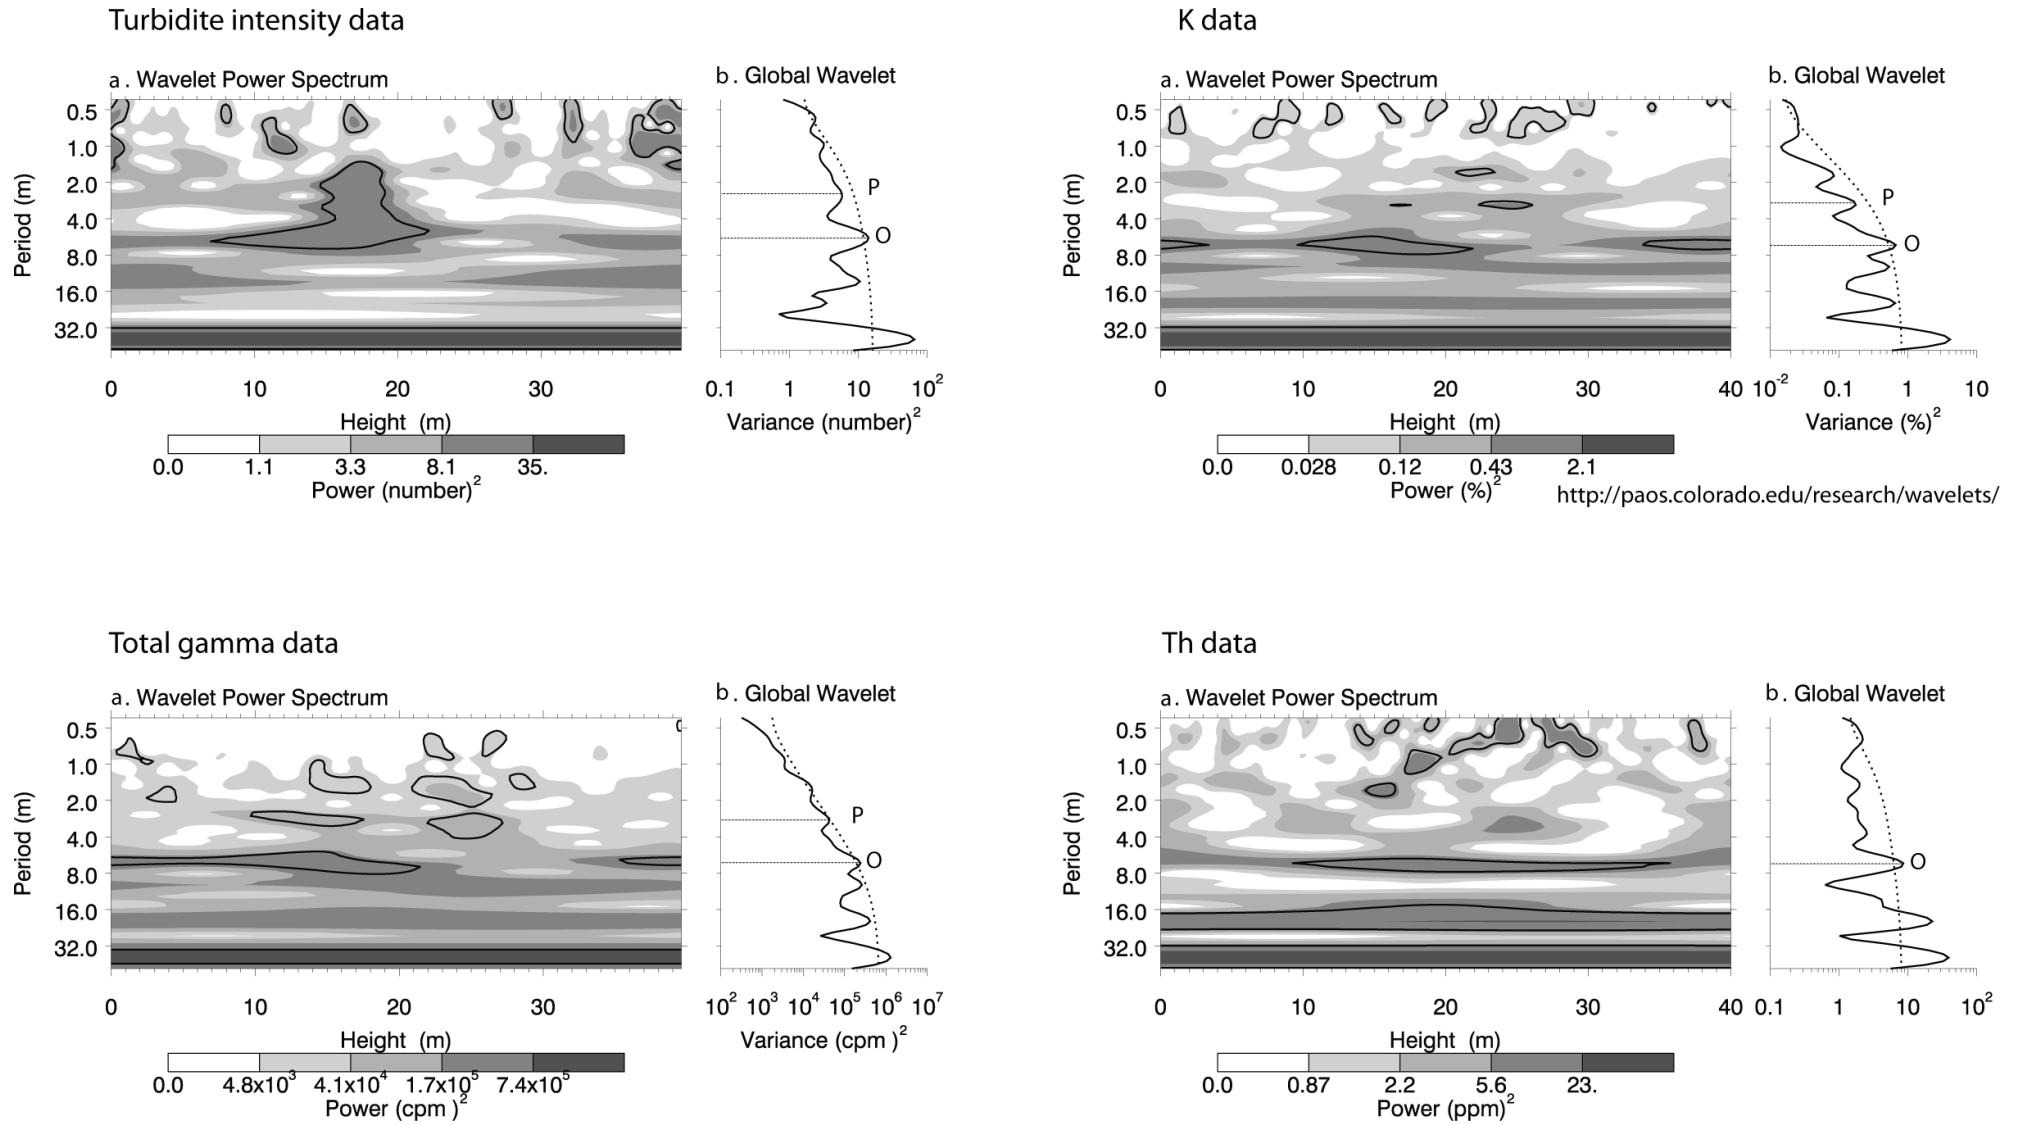 Turbidite intensity data
a. Wavelet Power Spectrum
b. Global Wavelet
0.5
1.0
2.0
4.0
8.0
16.0
32.0
Period (m)
P
O
0 10 20 30
Height (m)
0.1 1 10 10²
Variance (number)²
0.0 1.1 3.3 8.1 35.
Power (number)²
K data
a. Wavelet Power Spectrum
b. Global Wavelet
0.5
1.0
2.0
4.0
8.0
16.0
32.0
Period (m)
P
O
0 10 20 30 40
Height (m)
10⁻² 0.1 1 10
Variance (%)²
0.0 0.028 0.12 0.43 2.1
Power (%)²
http://paos.colorado.edu/research/wavelets/
Total gamma data
a. Wavelet Power Spectrum
b. Global Wavelet
0.5
1.0
2.0
4.0
8.0
16.0
32.0
Period (m)
P
O
0 10 20 30
Height (m)
10² 10³ 10⁴ 10⁵ 10⁶ 10⁷
Variance (cpm )²
0.0 4.8x10³ 4.1x10⁴ 1.7x10⁵ 7.4x10⁵
Power (cpm )²
Th data
a. Wavelet Power Spectrum
b. Global Wavelet
0.5
1.0
2.0
4.0
8.0
16.0
32.0
Period (m)
O
0 10 20 30 40
Height (m)
0.1 1 10 10²
0.0 0.87 2.2 5.6 23.
Power (ppm)²